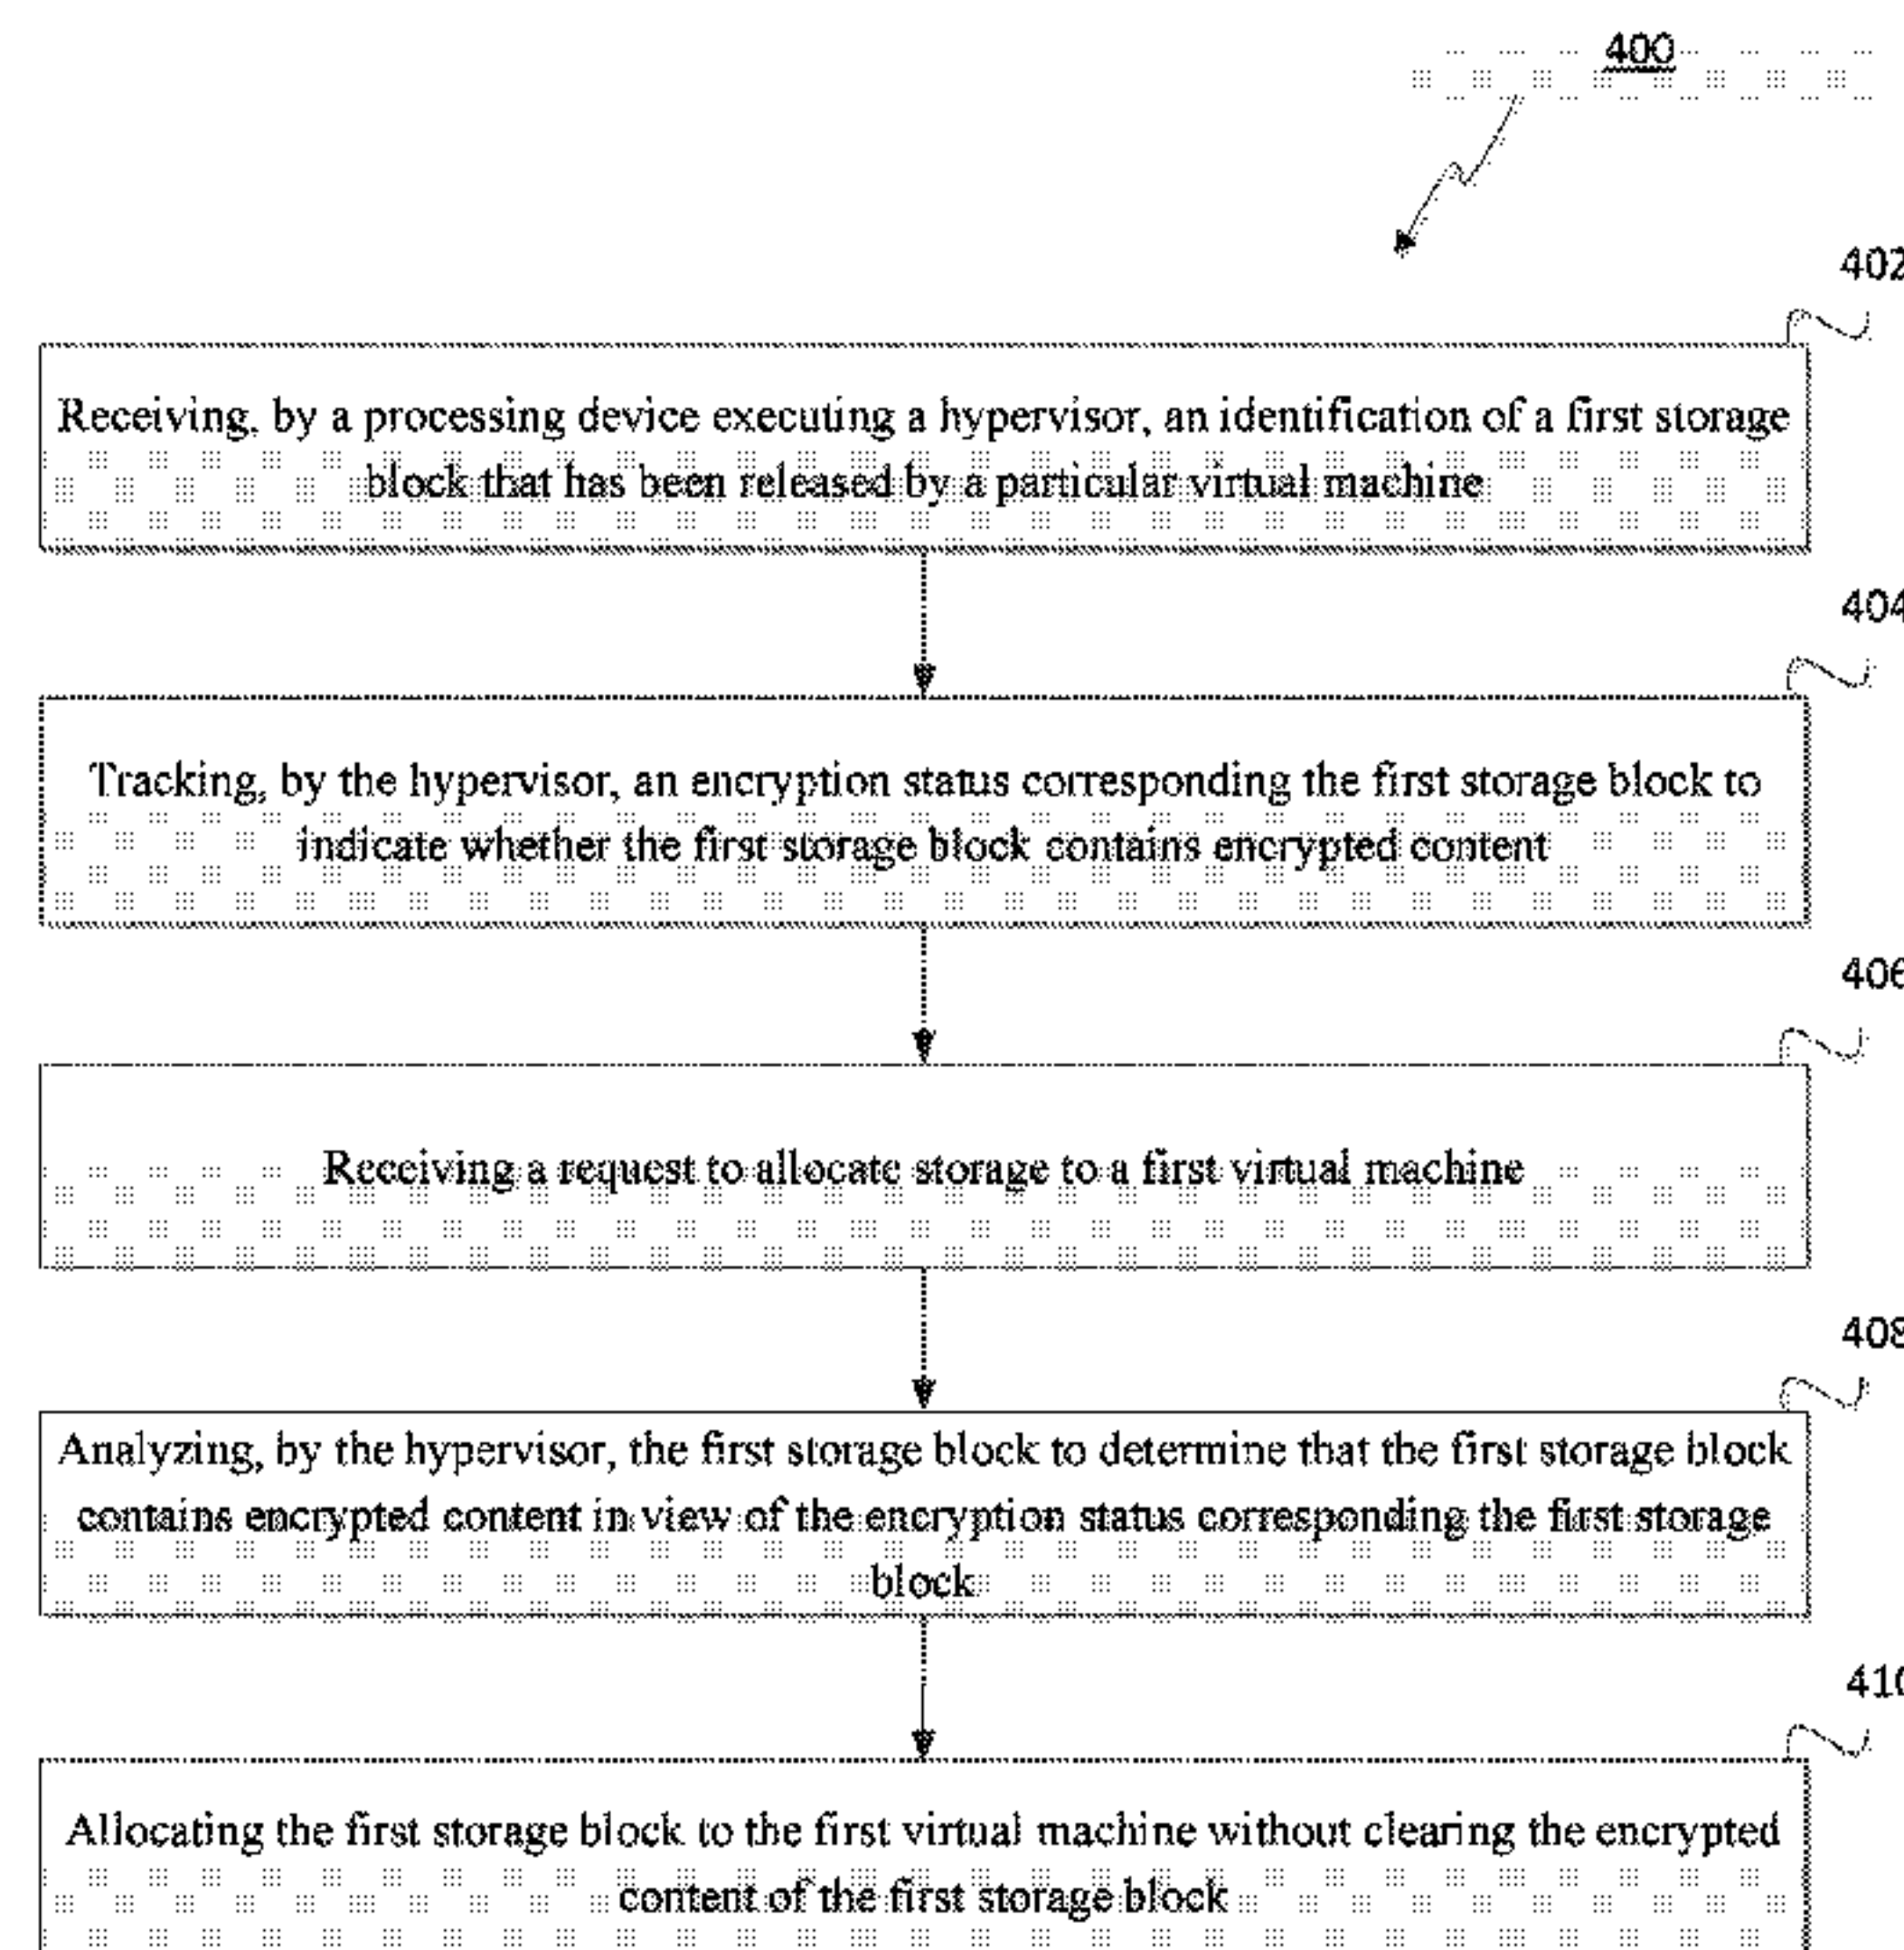 400
402
Receiving, by a processing device executing a hypervisor, an identification of a first storage
block that has been released by a particular virtual machine
404
Tracking, by the hypervisor, an encryption status corresponding the first storage block to
indicate whether the first storage block contains encrypted content
406
Receiving a request to allocate storage to a first virtual machine
408
Analyzing, by the hypervisor, the first storage block to determine that the first storage block
contains encrypted content in view of the encryption status corresponding the first storage
block
410
Allocating the first storage block to the first virtual machine without clearing the encrypted
content of the first storage block